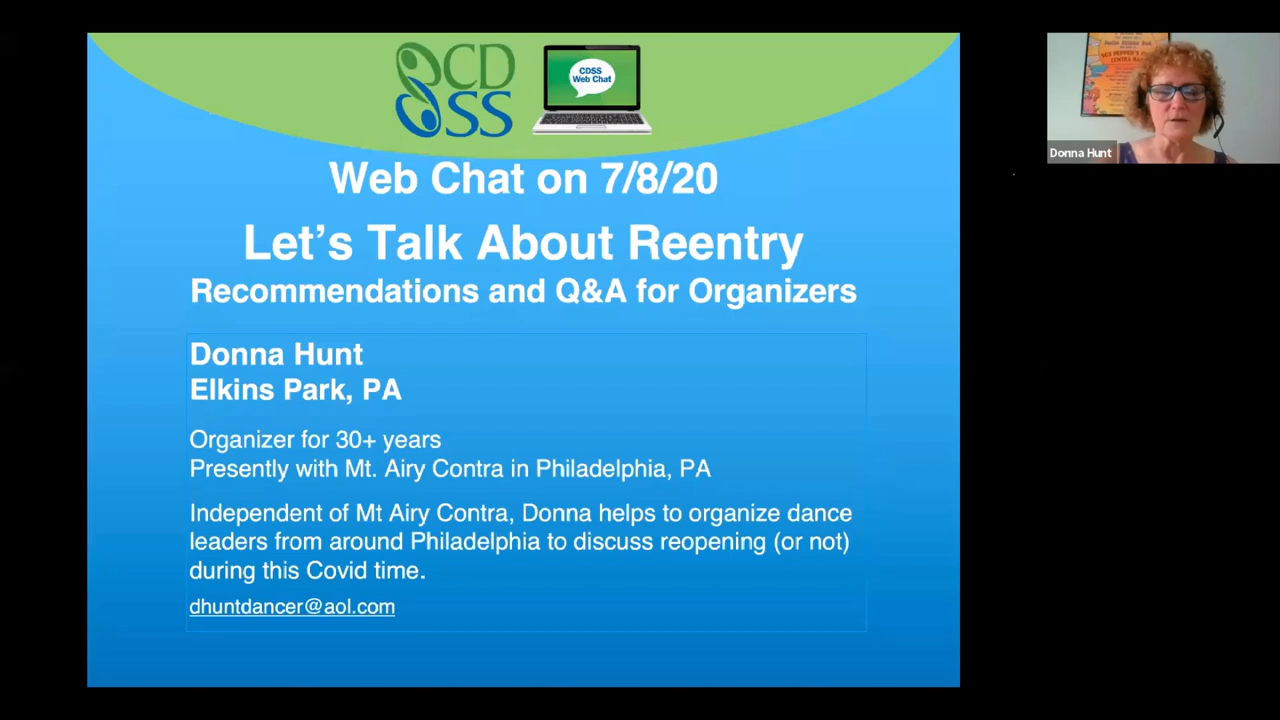 CD
SS
CDSS
Web Chat
Web Chat on 7/8/20
Let's Talk About Reentry
Recommendations and Q&A for Organizers
Donna Hunt
Elkins Park, PA
Organizer for 30+ years
Presently with Mt. Airy Contra in Philadelphia, PA
Independent of Mt Airy Contra, Donna helps to organize dance
leaders from around Philadelphia to discuss reopening (or not)
during this Covid time.
dhuntdancer@aol.com
Donna Hunt